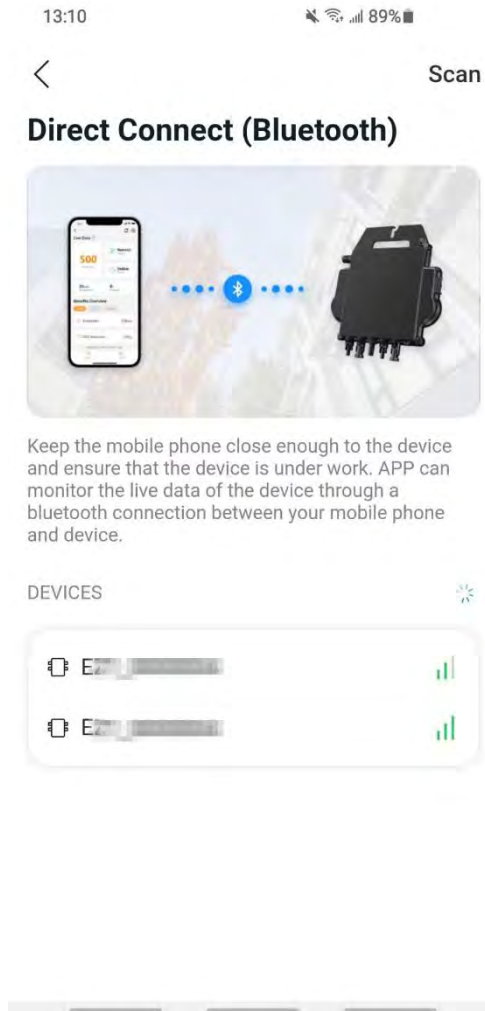 13:10 89%
Scan
Direct Connect (Bluetooth)
500
Keep the mobile phone close enough to the device
and ensure that the device is under work. APP can
monitor the live data of the device through a
bluetooth connection between your mobile phone
and device.
DEVICES